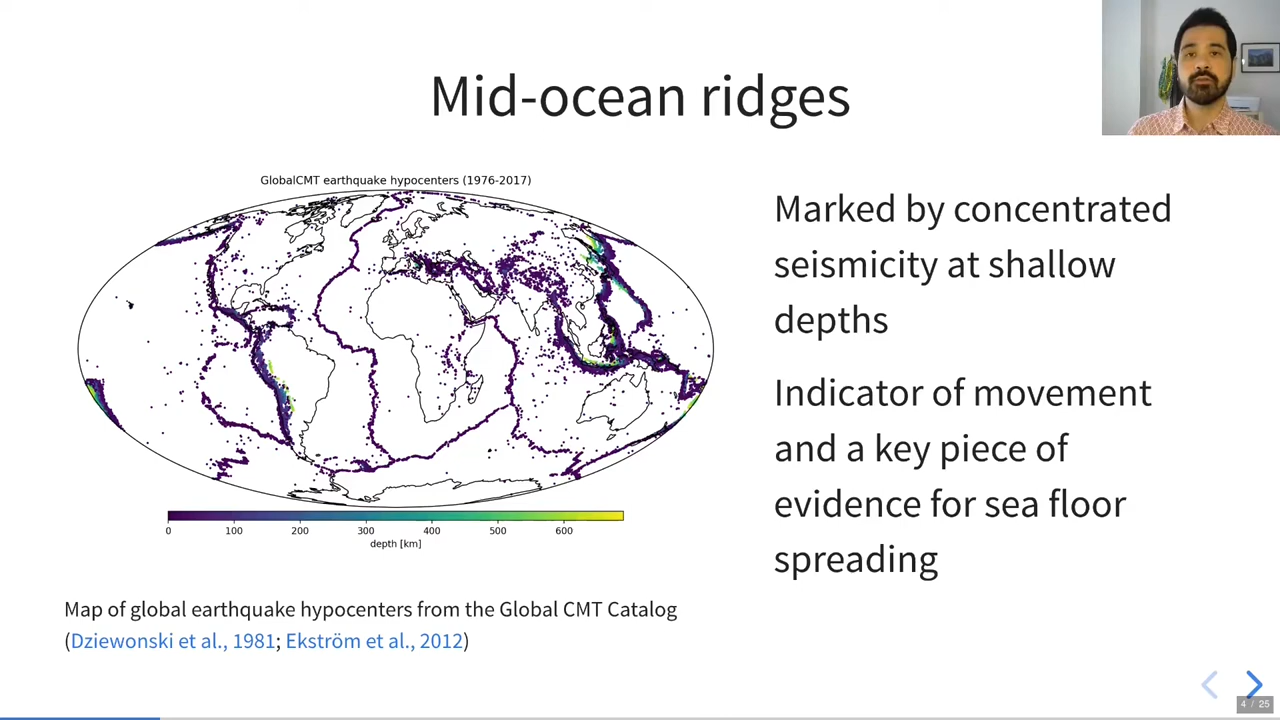 Mid-ocean ridges
GlobalCMT earthquake hypocenters (1976-2017)
0 100 200 300 400 500 600
depth [km]
Map of global earthquake hypocenters from the Global CMT Catalog
(Dziewonski et al., 1981; Ekström et al., 2012)
Marked by concentrated
seismicity at shallow
depths
Indicator of movement
and a key piece of
evidence for sea floor
spreading
4 / 25